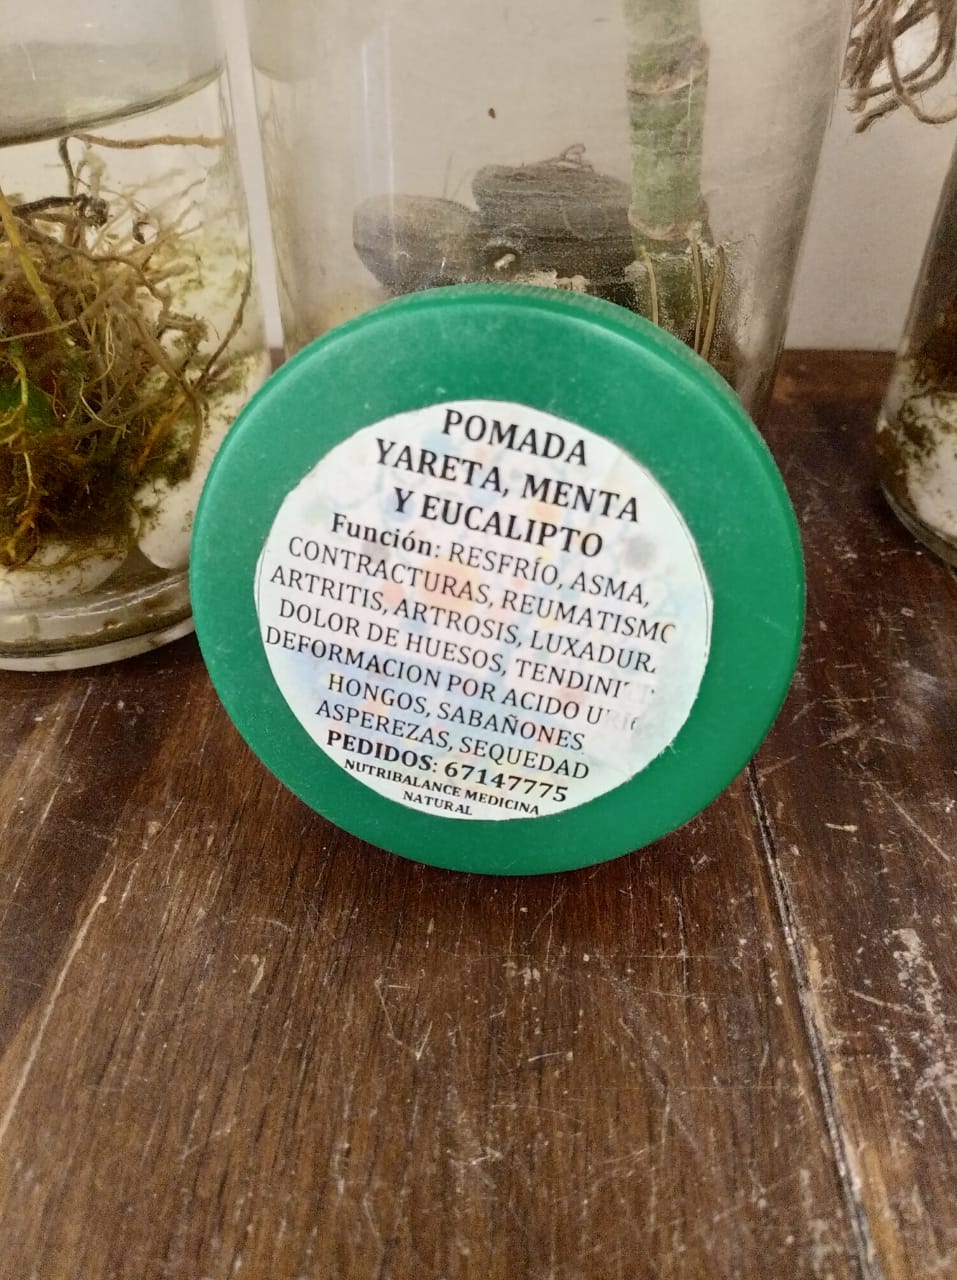 POMADA
YARETA, MENTA
Y EUCALIPTO
Función: RESFRÍO, ASMA,
CONTRACTURAS, REUMATISMO
ARTRITIS, ARTROSIS,
DOLOR DE HUESOS,
DEFORMACION POR ACIDO
HONGOS, SABAÑONES
ASPEREZAS, SEQUEDAD
PEDIDOS: 67147775
NUTRIBALANCE MEDICINA
NATURAL